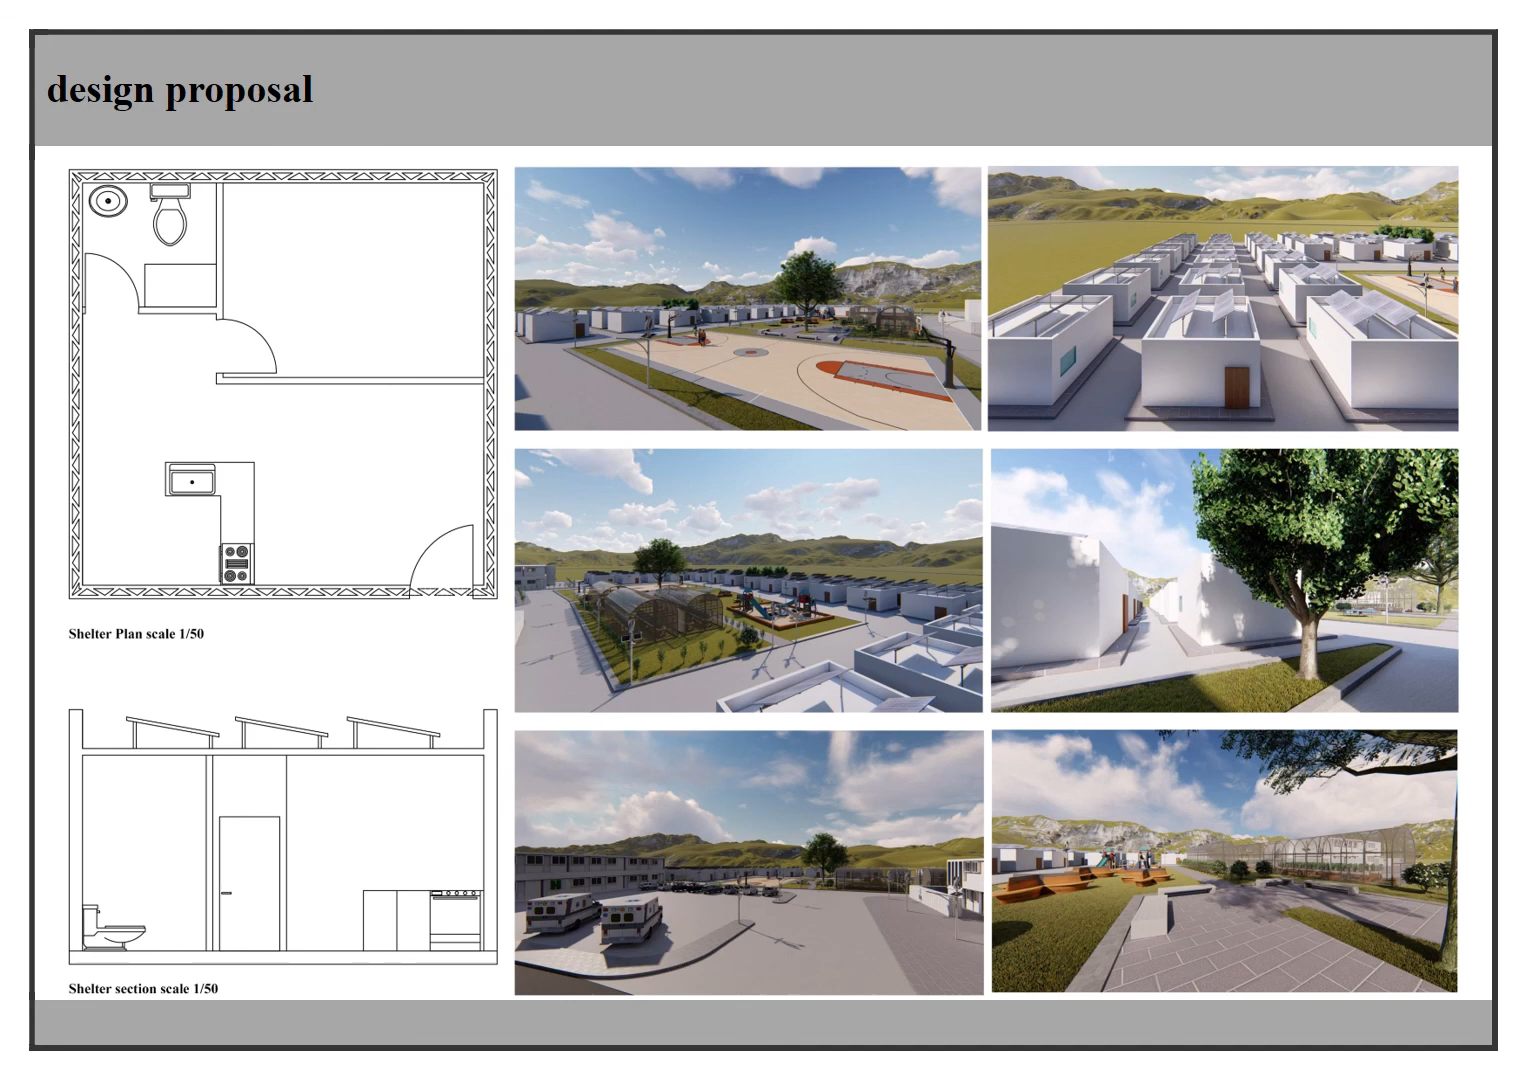 design proposal
Shelter Plan scale 1/50
Shelter section scale 1/50